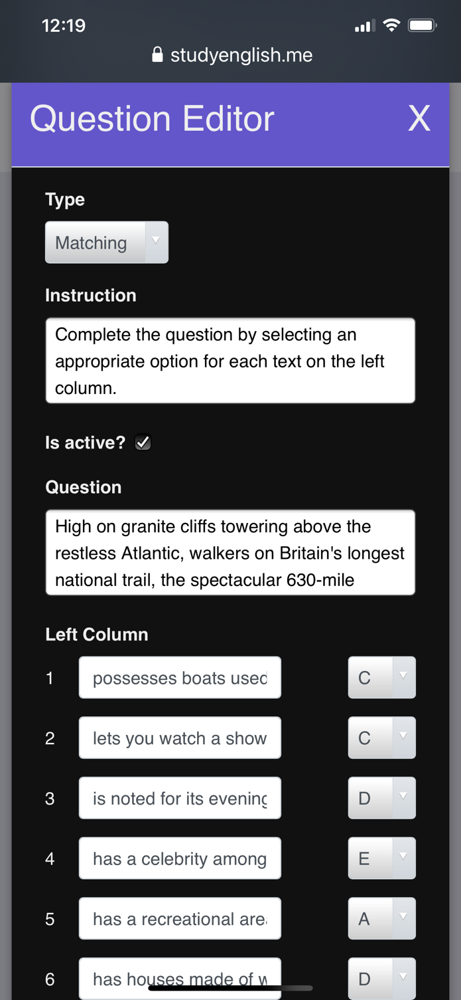 12:19
studyenglish.me
Question Editor X
Type
Matching
Instruction
Complete the question by selecting an
appropriate option for each text on the left
column.
Is active?
Question
High on granite cliffs towering above the
restless Atlantic, walkers on Britain's longest
national trail, the spectacular 630-mile
Left Column
1 possesses boats used C
2 lets you watch a show C
3 is noted for its evening D
4 has a celebrity among E
5 has a recreational area A
6 has houses made of D